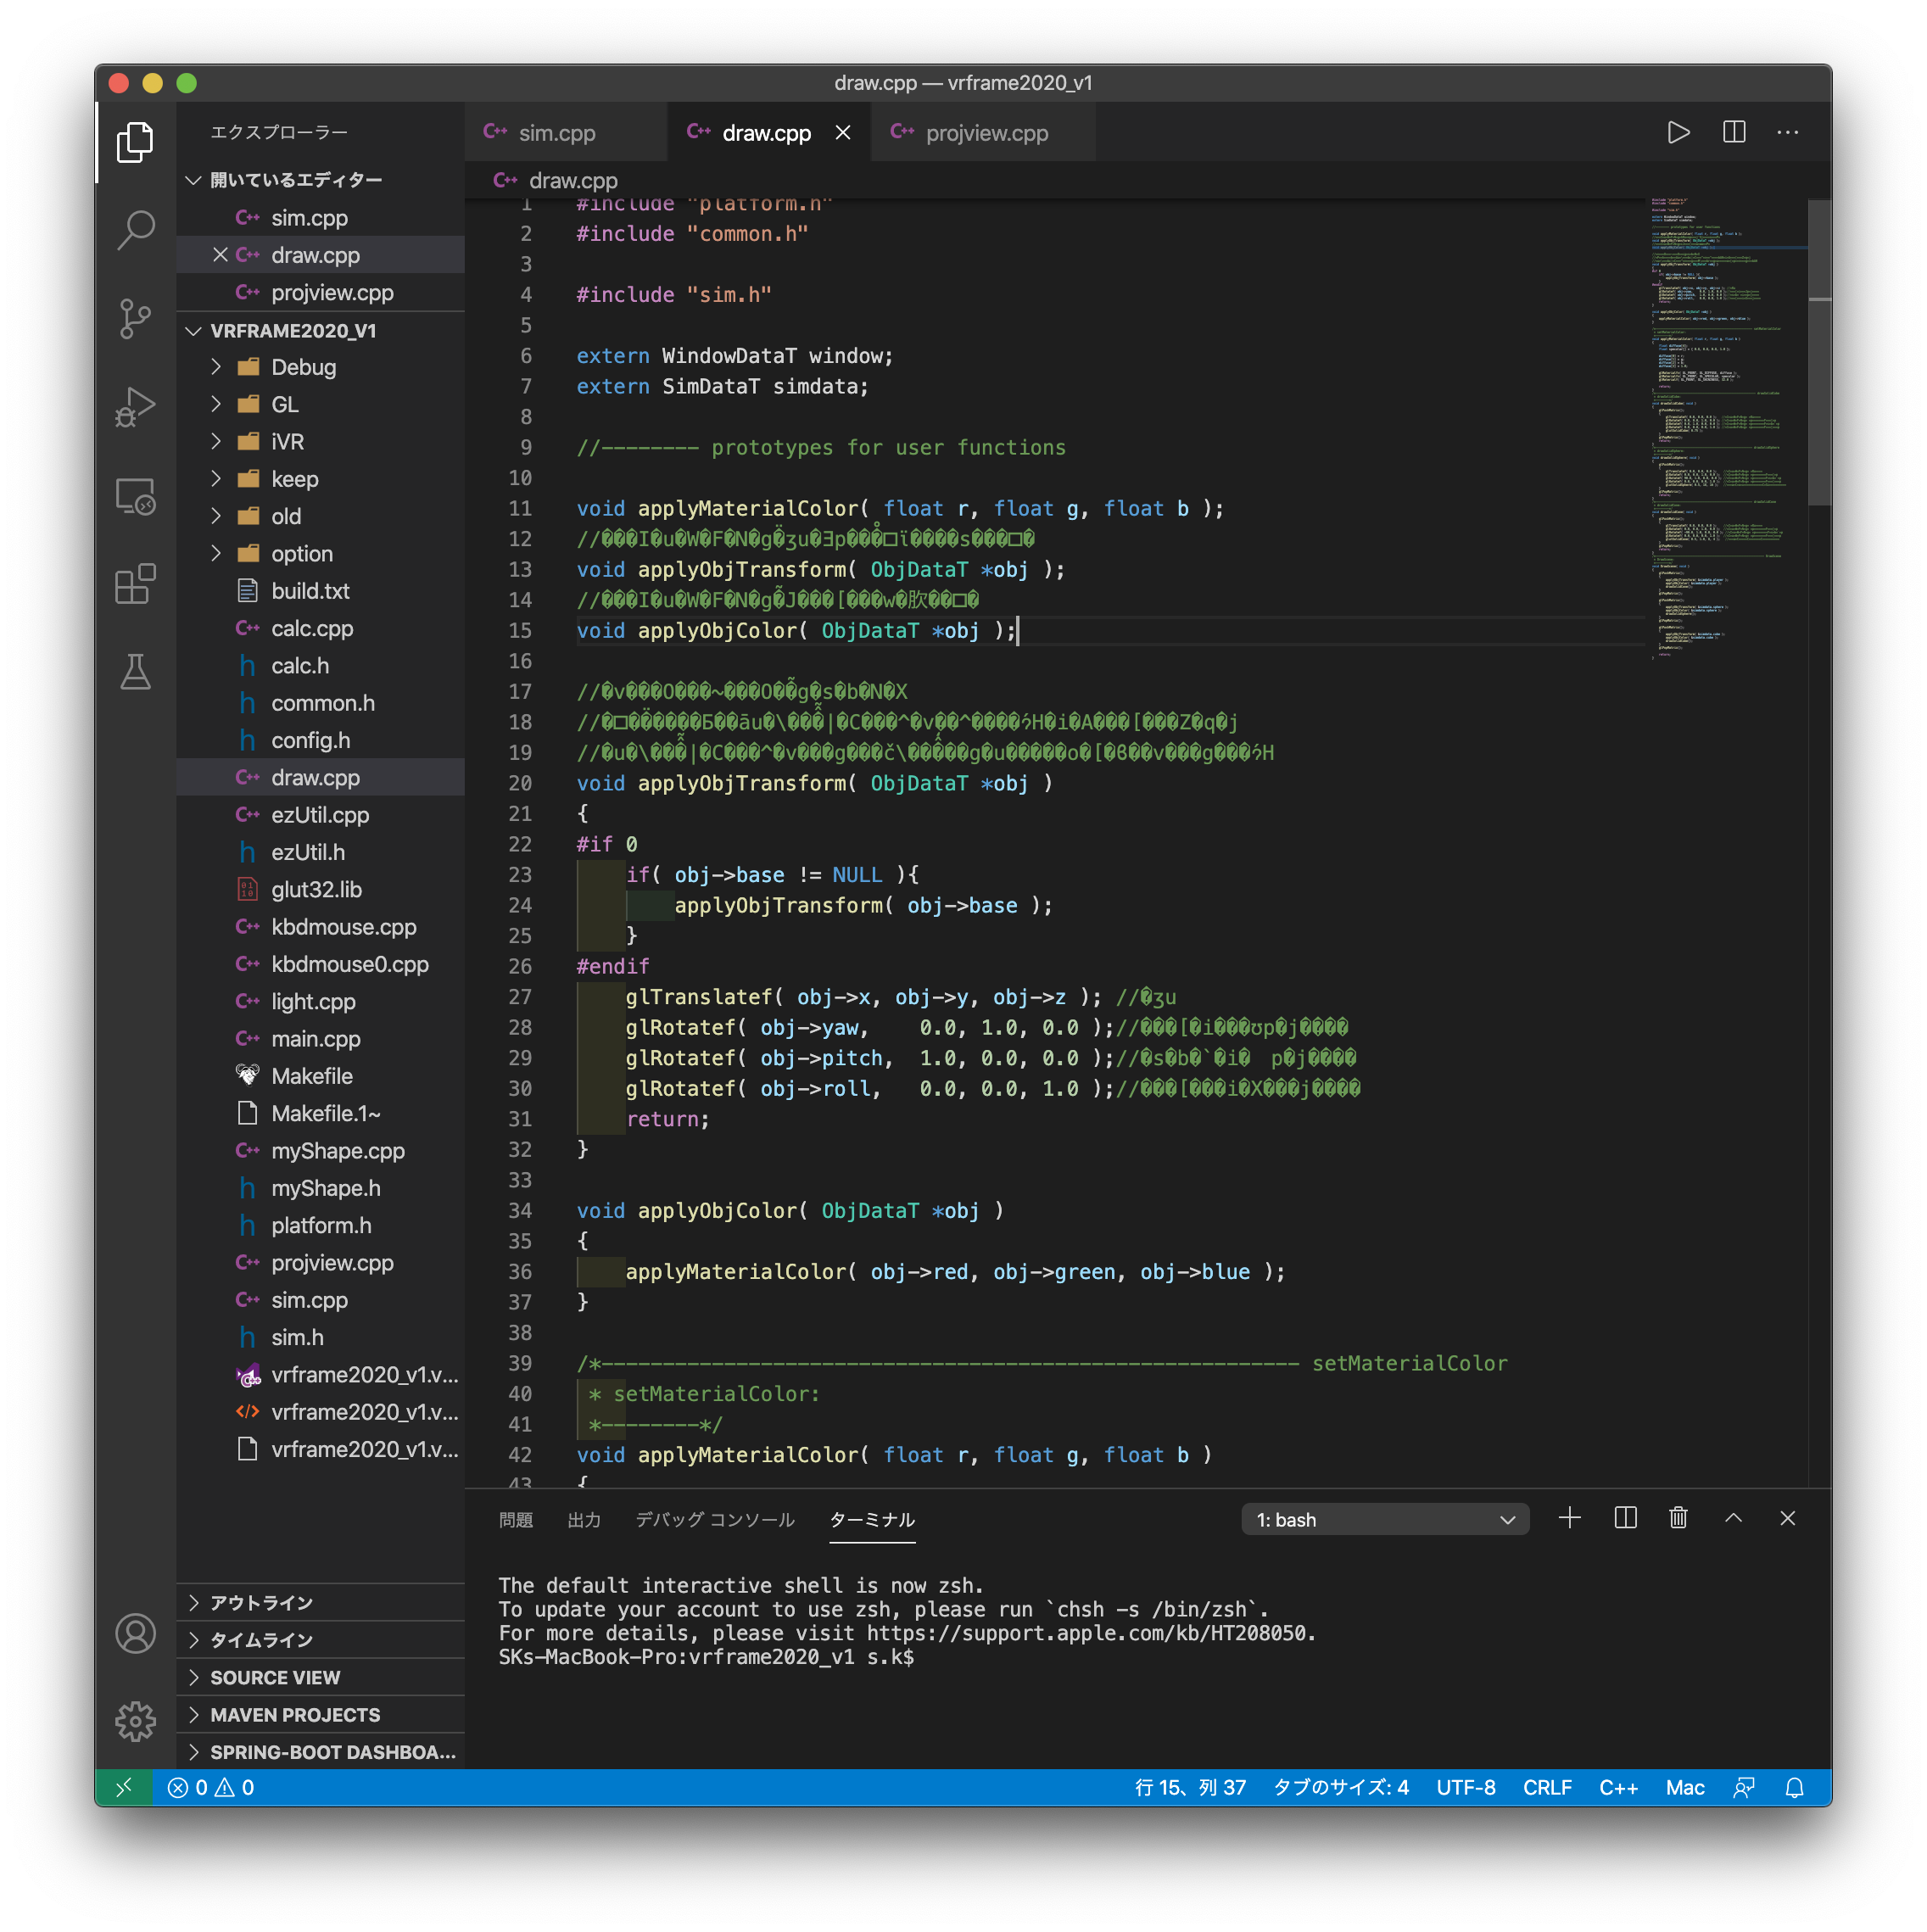 draw.cpp — vrframe2020_v1
エクスプローラー
開いているエディター
sim.cpp
draw.cpp
projview.cpp
VRFRAME2020_V1
Debug
GL
iVR
keep
old
option
build.txt
calc.cpp
calc.h
common.h
config.h
draw.cpp
ezUtil.cpp
ezUtil.h
glut32.lib
kbdmouse.cpp
kbdmouse0.cpp
light.cpp
main.cpp
Makefile
Makefile.1~
myShape.cpp
myShape.h
platform.h
projview.cpp
sim.cpp
sim.h
vrframe2020_v1.v...
vrframe2020_v1.v...
vrframe2020_v1.v...
アウトライン
タイムライン
SOURCE VIEW
MAVEN PROJECTS
SPRING-BOOT DASHBOA...
sim.cpp draw.cpp projview.cpp
draw.cpp
1 #include "platform.h"
2 #include "common.h"
3
4 #include "sim.h"
5
6 extern WindowDataT window;
7 extern SimDataT simdata;
8
9 //-------- prototypes for user functions
10
11 void applyMaterialColor( float r, float g, float b );
12
13 void applyObjTransform( ObjDataT *obj );
14
15 void applyObjColor( ObjDataT *obj );
16
17
18
19
20 void applyObjTransform( ObjDataT *obj )
21 {
22 #if 0
23 if( obj->base != NULL ){
24 applyObjTransform( obj->base );
25 }
26 #endif
27 glTranslatef( obj->x, obj->y, obj->z ); //
28 glRotatef( obj->yaw, 0.0, 1.0, 0.0 );//
29 glRotatef( obj->pitch, 1.0, 0.0, 0.0 );//
30 glRotatef( obj->roll, 0.0, 0.0, 1.0 );//
31 return;
32 }
33
34 void applyObjColor( ObjDataT *obj )
35 {
36 applyMaterialColor( obj->red, obj->green, obj->blue );
37 }
38
39 /*--------------------------------------------------------- setMaterialColor
40 * setMaterialColor:
41 *--------*/
42 void applyMaterialColor( float r, float g, float b )
43 {
問題 出力 デバッグ コンソール ターミナル 1: bash
The default interactive shell is now zsh.
To update your account to use zsh, please run `chsh -s /bin/zsh`.
For more details, please visit https://support.apple.com/kb/HT208050.
SKs-MacBook-Pro:vrframe2020_v1 s.k$
0 0 行 15、列 37 タブのサイズ: 4 UTF-8 CRLF C++ Mac